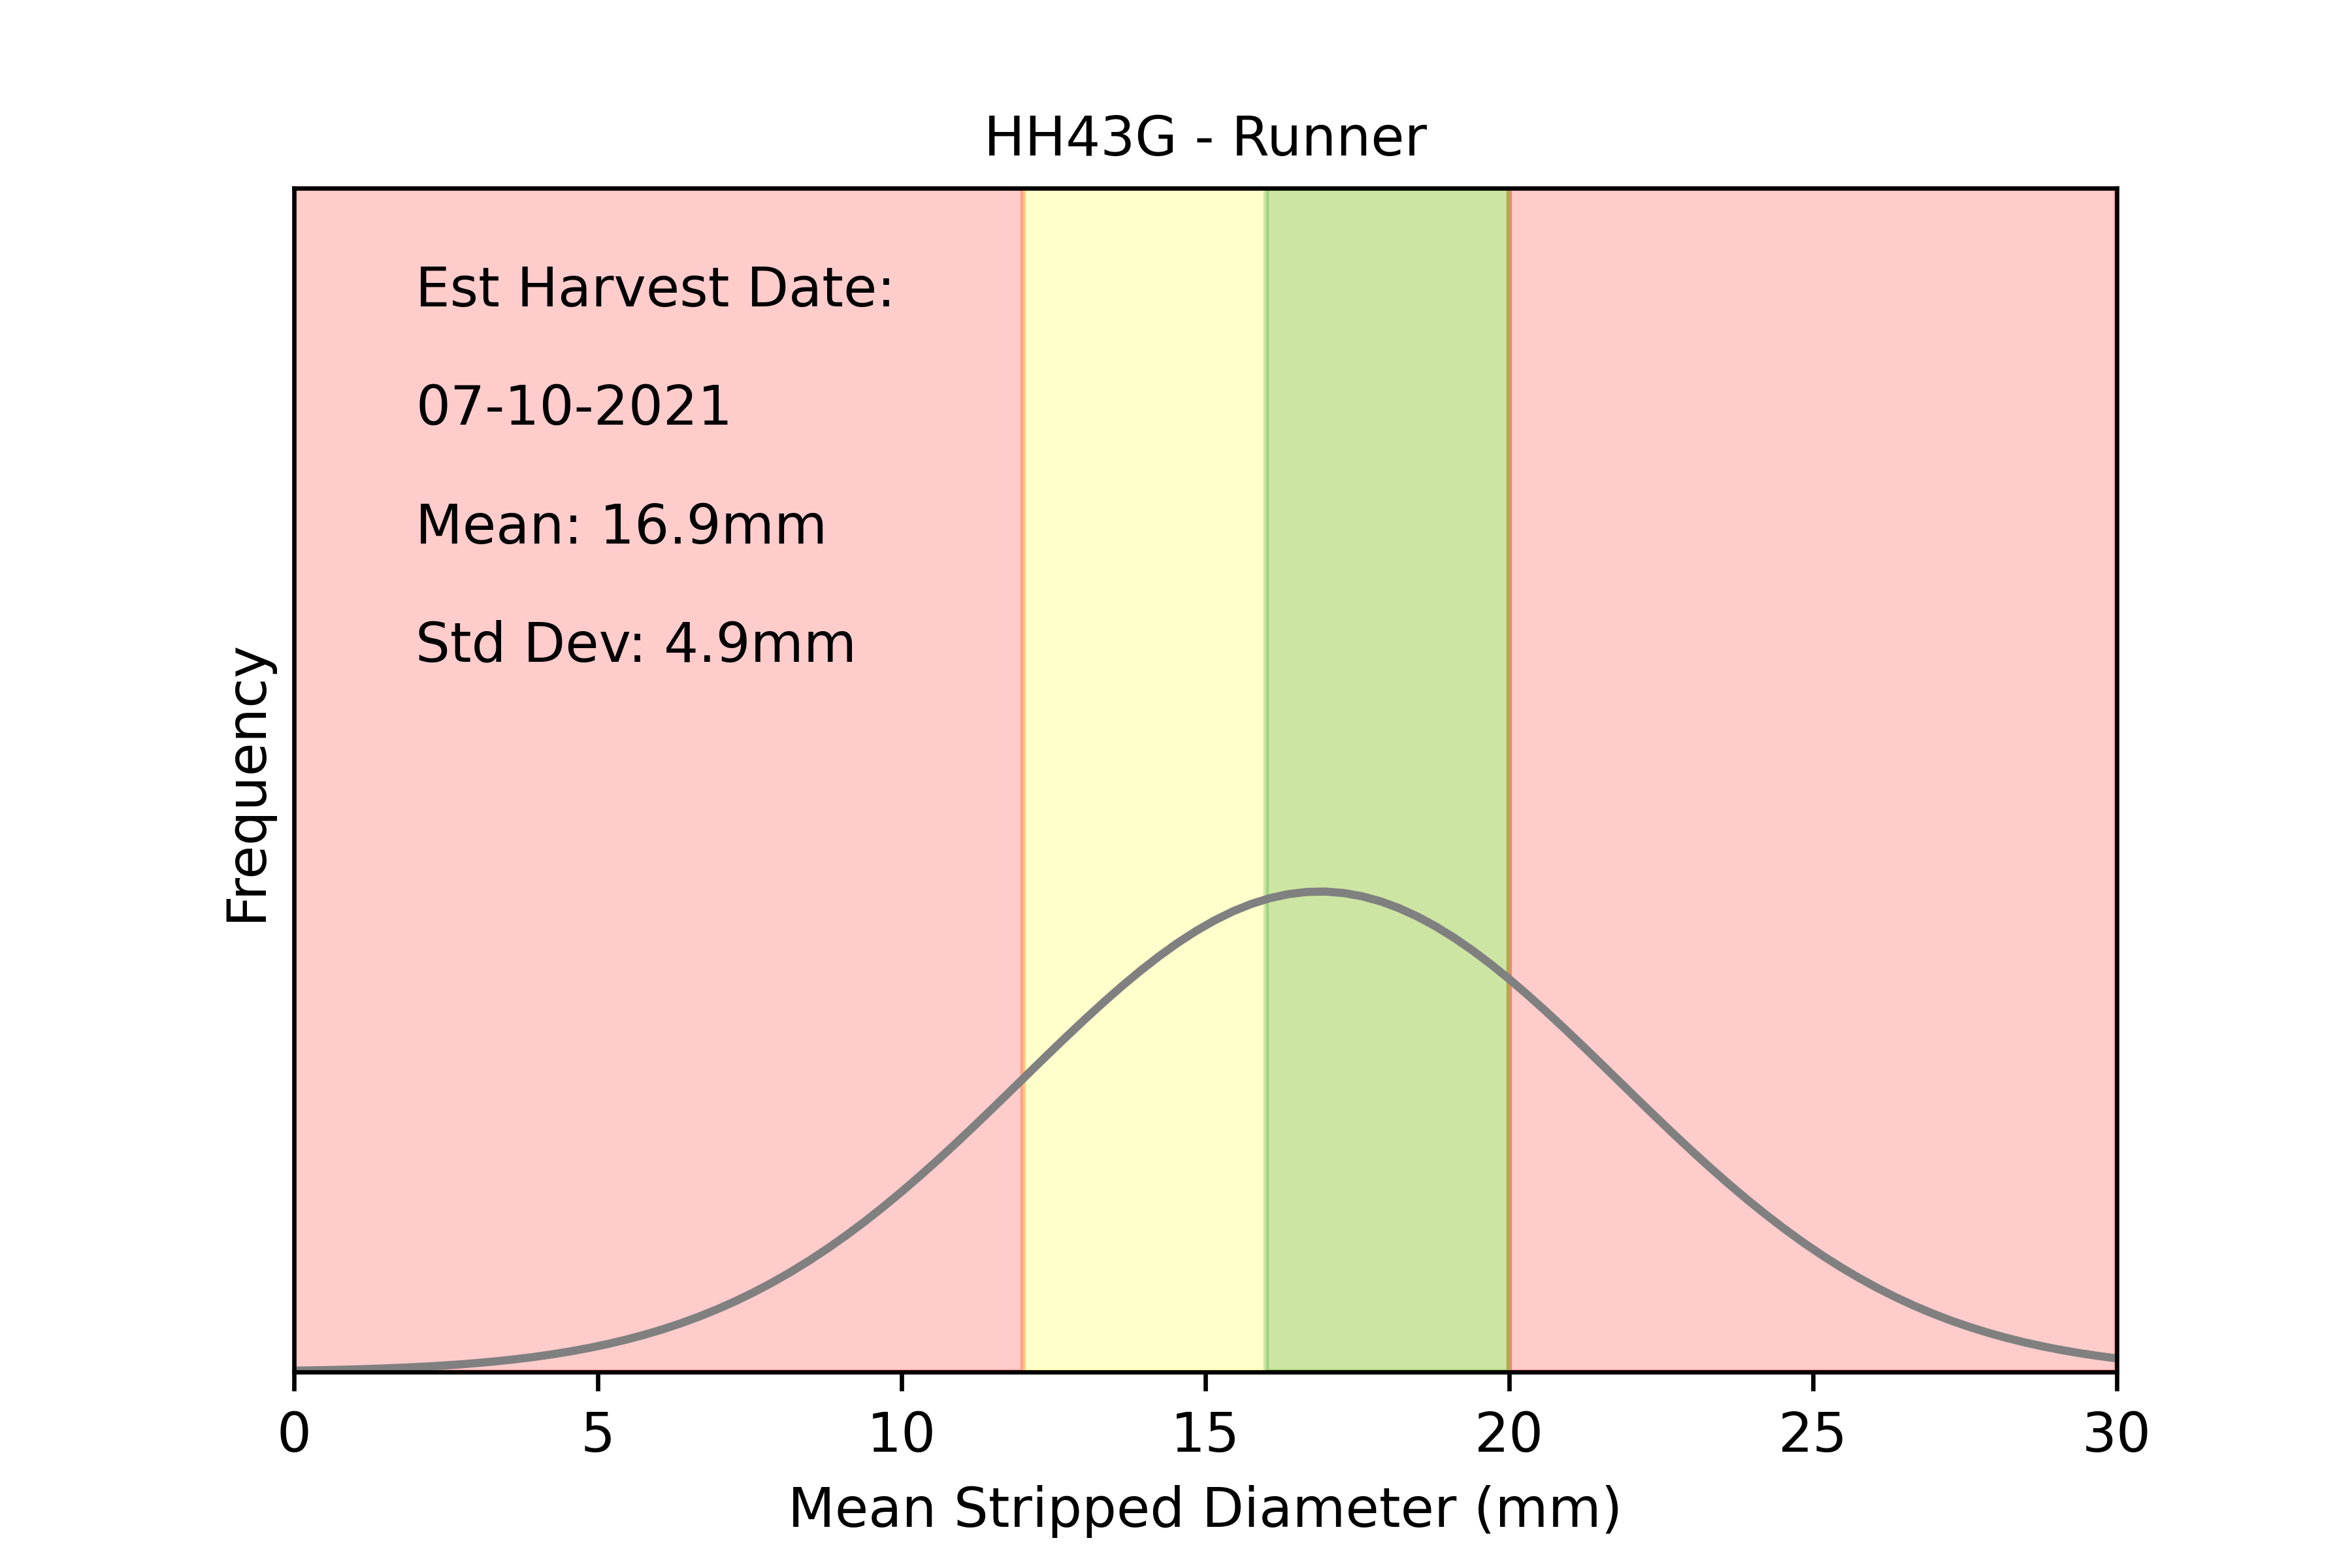 HH43G - Runner
Est Harvest Date:
07-10-2021
Mean: 16.9mm
Std Dev: 4.9mm
Frequency
0 5 10 15 20 25 30
Mean Stripped Diameter (mm)